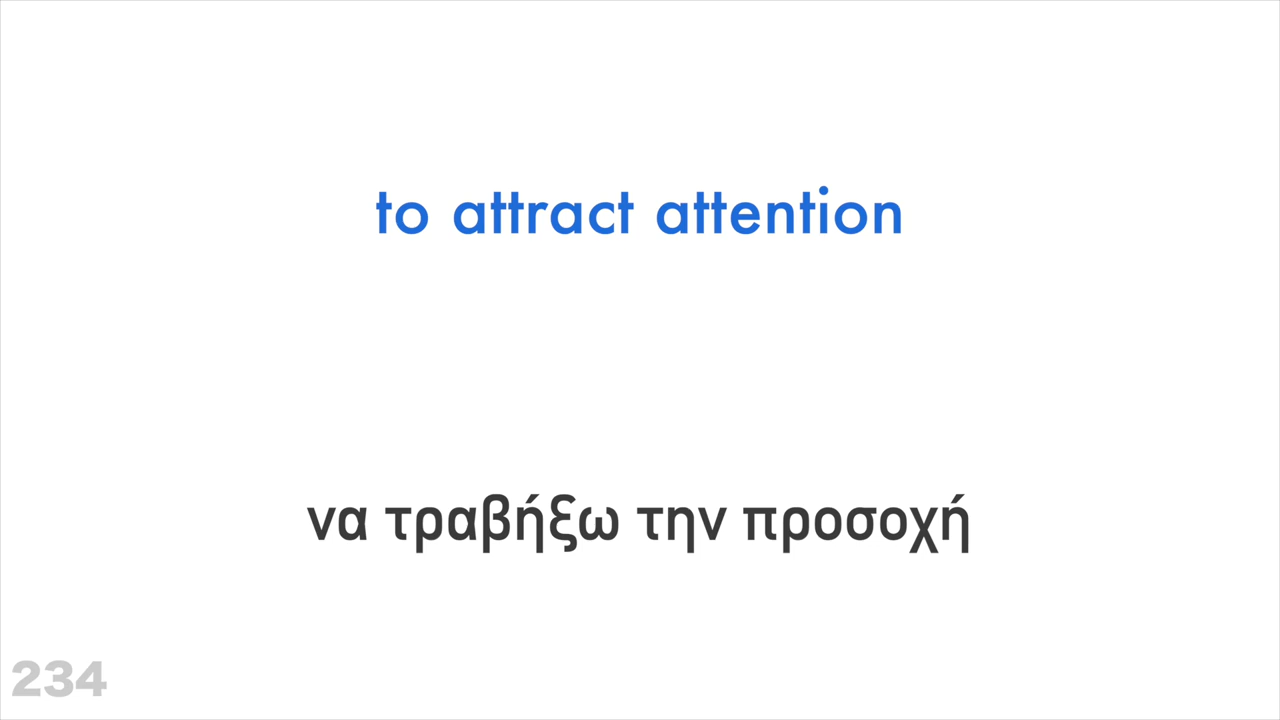 to attract attention
να τραβήξω την προσοχή
234